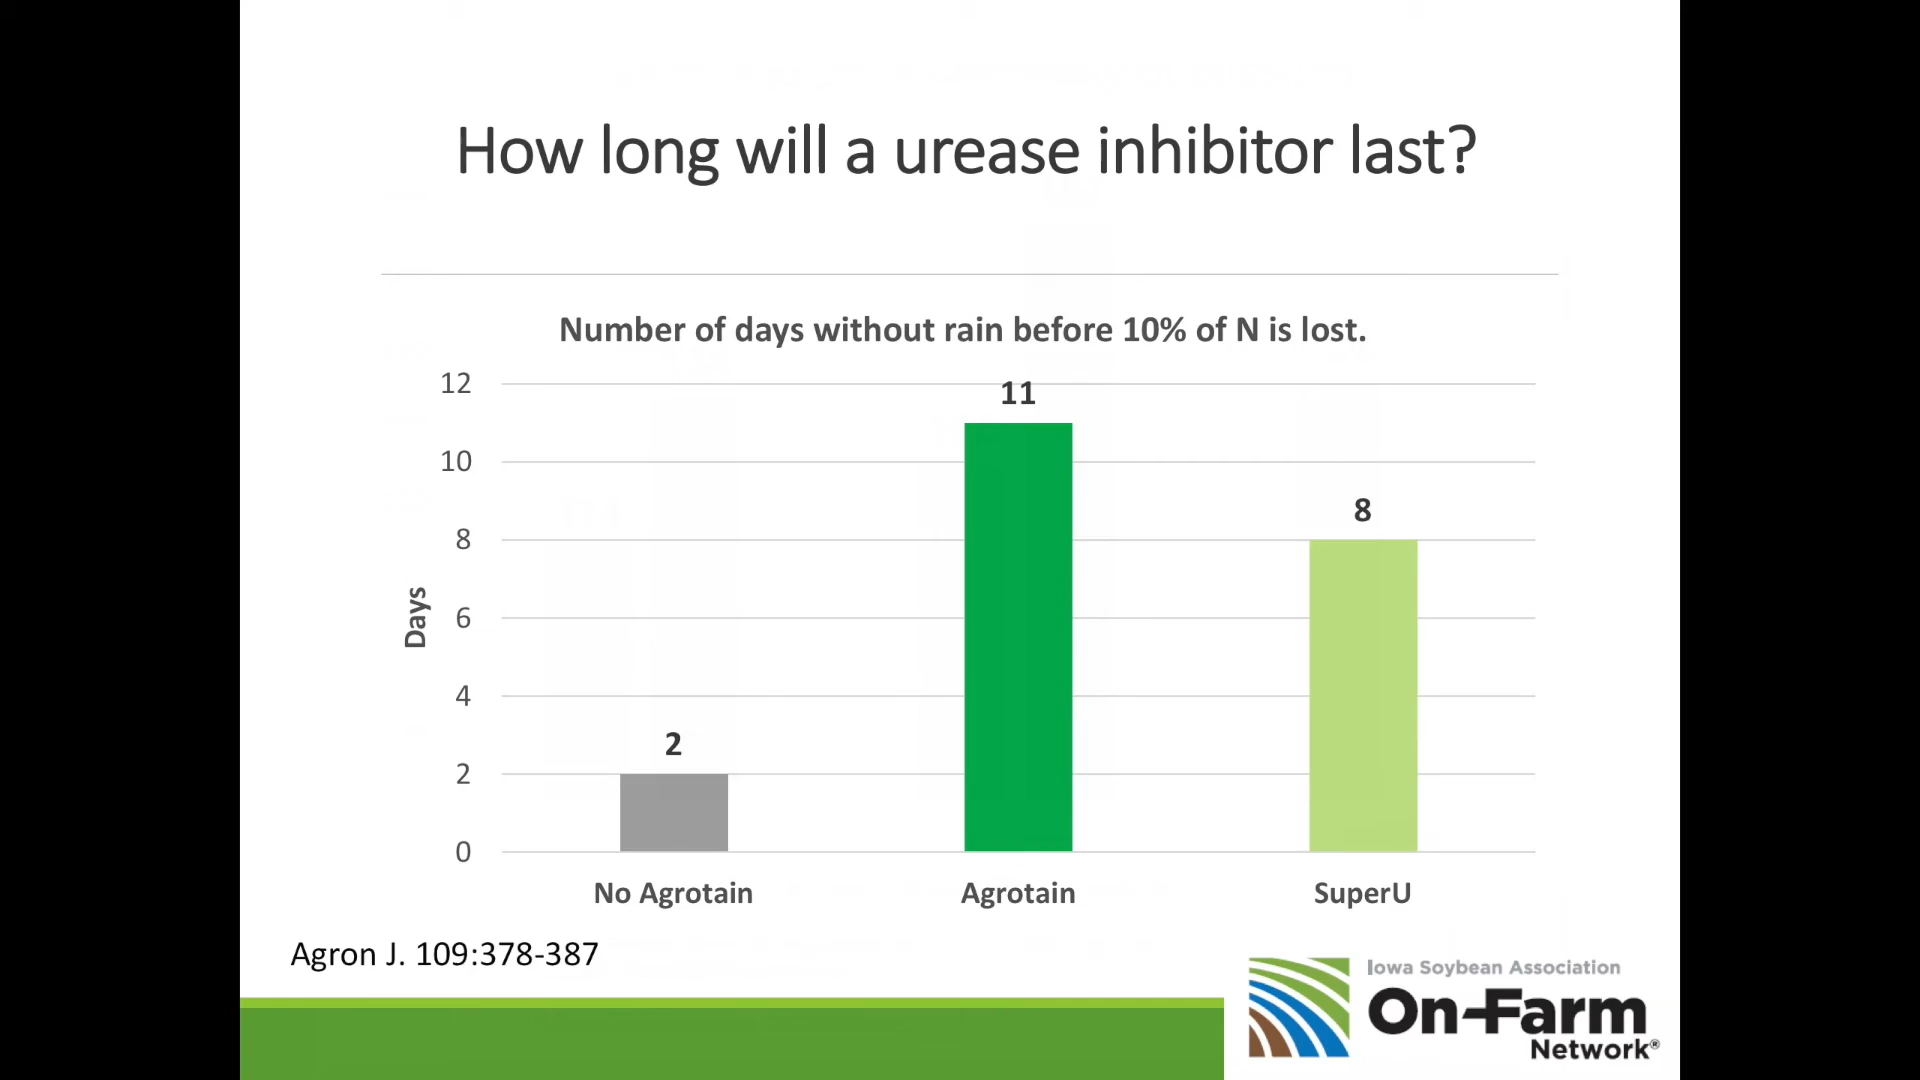 How long will a urease inhibitor last?
Number of days without rain before 10% of N is lost.
12
10
8
6
4
2
0
Days
2
11
8
No Agrotain
Agrotain
SuperU
Agron J. 109:378-387
Iowa Soybean Association
On-Farm
Network®